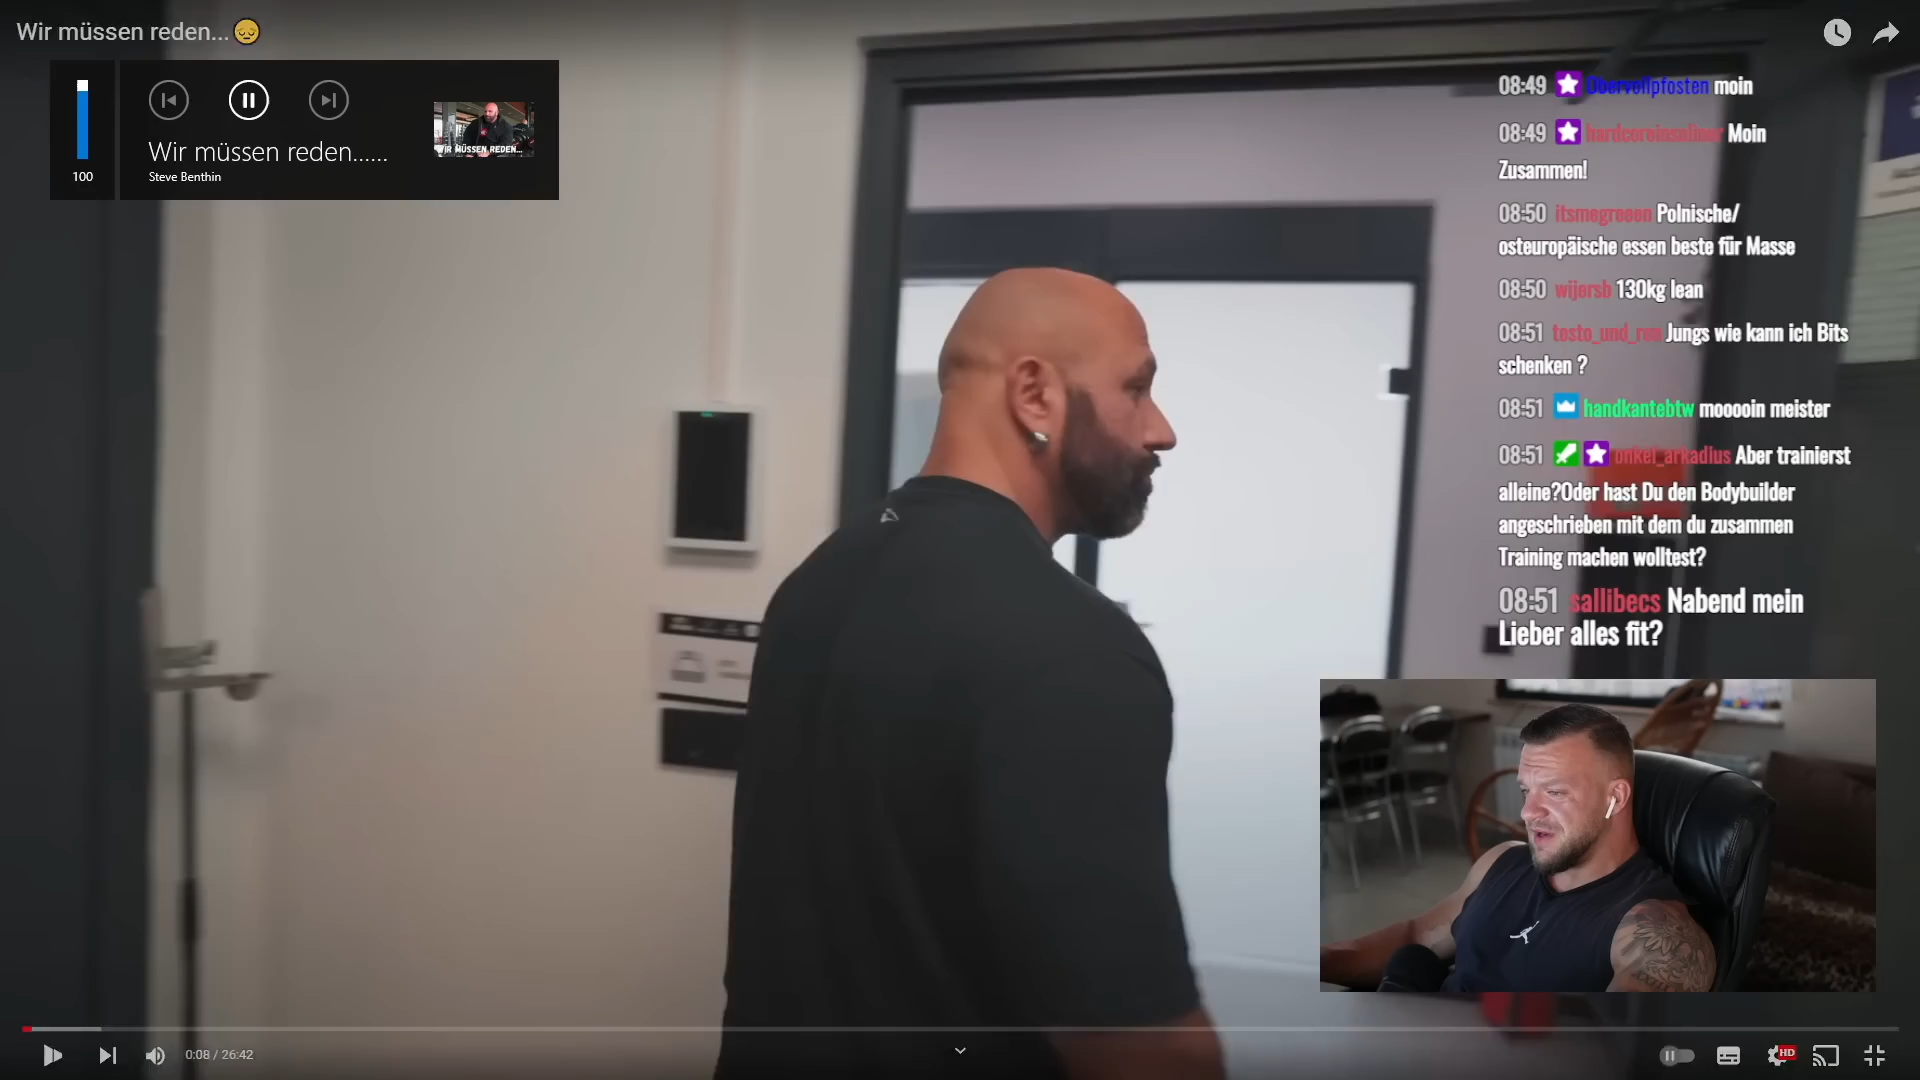 Wir müssen reden...😔
100
Wir müssen reden......
Steve Benthin
WIR MÜSSEN REDEN...
08:49 Obervollpfosten moin
08:49 hardcoreinsaliner Moin
Zusammen!
08:50 itsmegreeen Polnische/
osteuropäische essen beste für Masse
08:50 wijersb 130kg lean
08:51 Jungs wie kann ich Bits
schenken ?
08:51 handkantebtw mooooin meister
08:51 onkel_arkadius Aber trainierst
alleine?Oder hast Du den Bodybuilder
angeschrieben mit dem du zusammen
Training machen wolltest?
08:51 sallibecs Nabend mein
Lieber alles fit?
0:08 / 26:42
HD